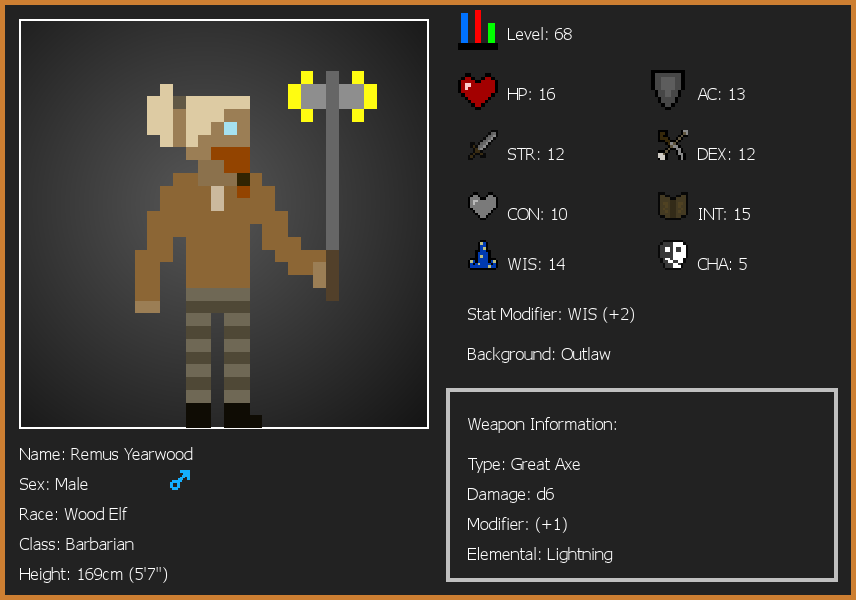 Level: 68
HP: 16
AC: 13
STR: 12
DEX: 12
CON: 10
INT: 15
WIS: 14
CHA: 5
Stat Modifier: WIS (+2)
Background: Outlaw
Weapon Information:
Type: Great Axe
Damage: d6
Modifier: (+1)
Elemental: Lightning
Name: Remus Yearwood
Sex: Male
Race: Wood Elf
Class: Barbarian
Height: 169cm (5'7")